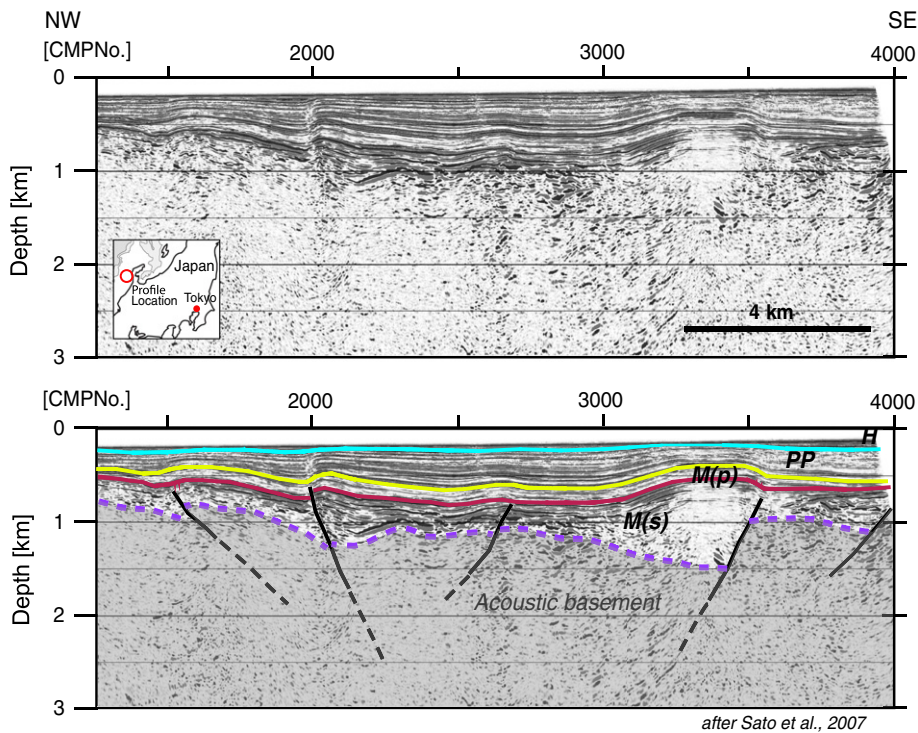 NW
SE
[CMPNo.]
2000
3000
4000
0
1
2
3
Depth [km]
Japan
Profile
Location
Tokyo
4 km
[CMPNo.]
2000
3000
4000
0
1
2
3
Depth [km]
H
PP
M(p)
M(s)
Acoustic basement
after Sato et al., 2007